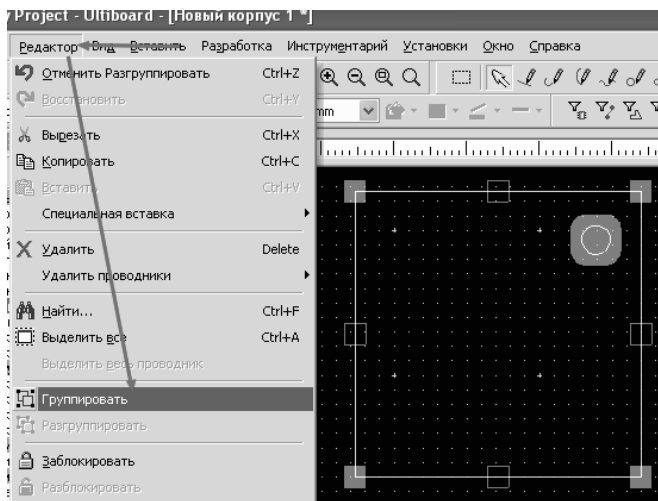 y Project - Ultiboard - [Новый корпус 1 *]
Редактор Вид Вставить Разработка Инструментарий Установки Окно Справка
Отменить Разгруппировать Ctrl+Z
Восстановить Ctrl+Y
mm
Вырезать Ctrl+X
Копировать Ctrl+C
Вставить Ctrl+V
Специальная вставка
Удалить Delete
Удалить проводники
Найти... Ctrl+F
Выделить все Ctrl+A
Выделить весь проводник
Группировать
Разгруппировать
Заблокировать
Разблокировать